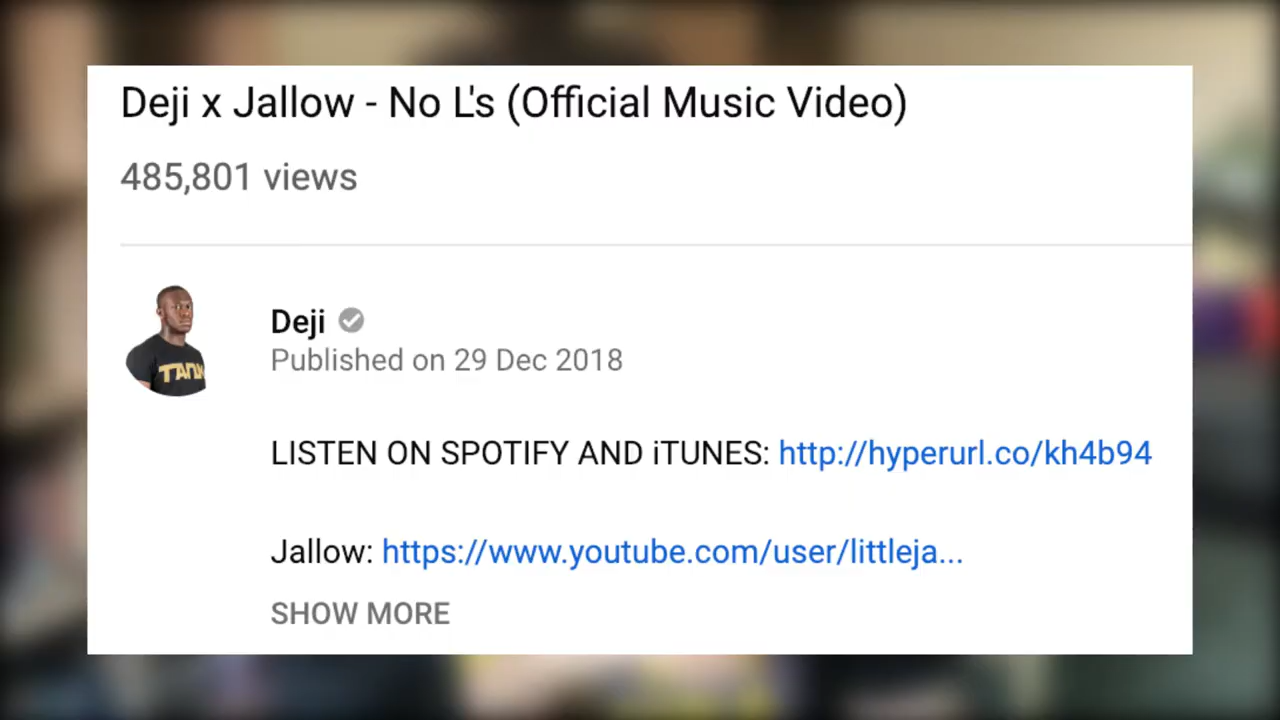 Deji x Jallow - No L's (Official Music Video)
485,801 views
TANK
Deji
Published on 29 Dec 2018
LISTEN ON SPOTIFY AND iTUNES: http://hyperurl.co/kh4b94
Jallow: https://www.youtube.com/user/littleja...
SHOW MORE